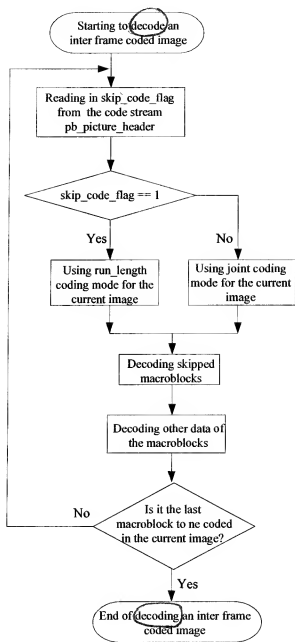 Starting to decode an
inter frame coded image
Reading in skip_code_flag
from the code stream
pb_picture_header
skip_code_flag == 1
Yes
No
Using run_length
coding mode for the
current image
Using joint coding
mode for the current
image
Decoding skipped
macroblocks
Decoding other data of
the macroblocks
Is it the last
macroblock to ne coded
in the current image?
No
Yes
End of decoding an inter frame
coded image